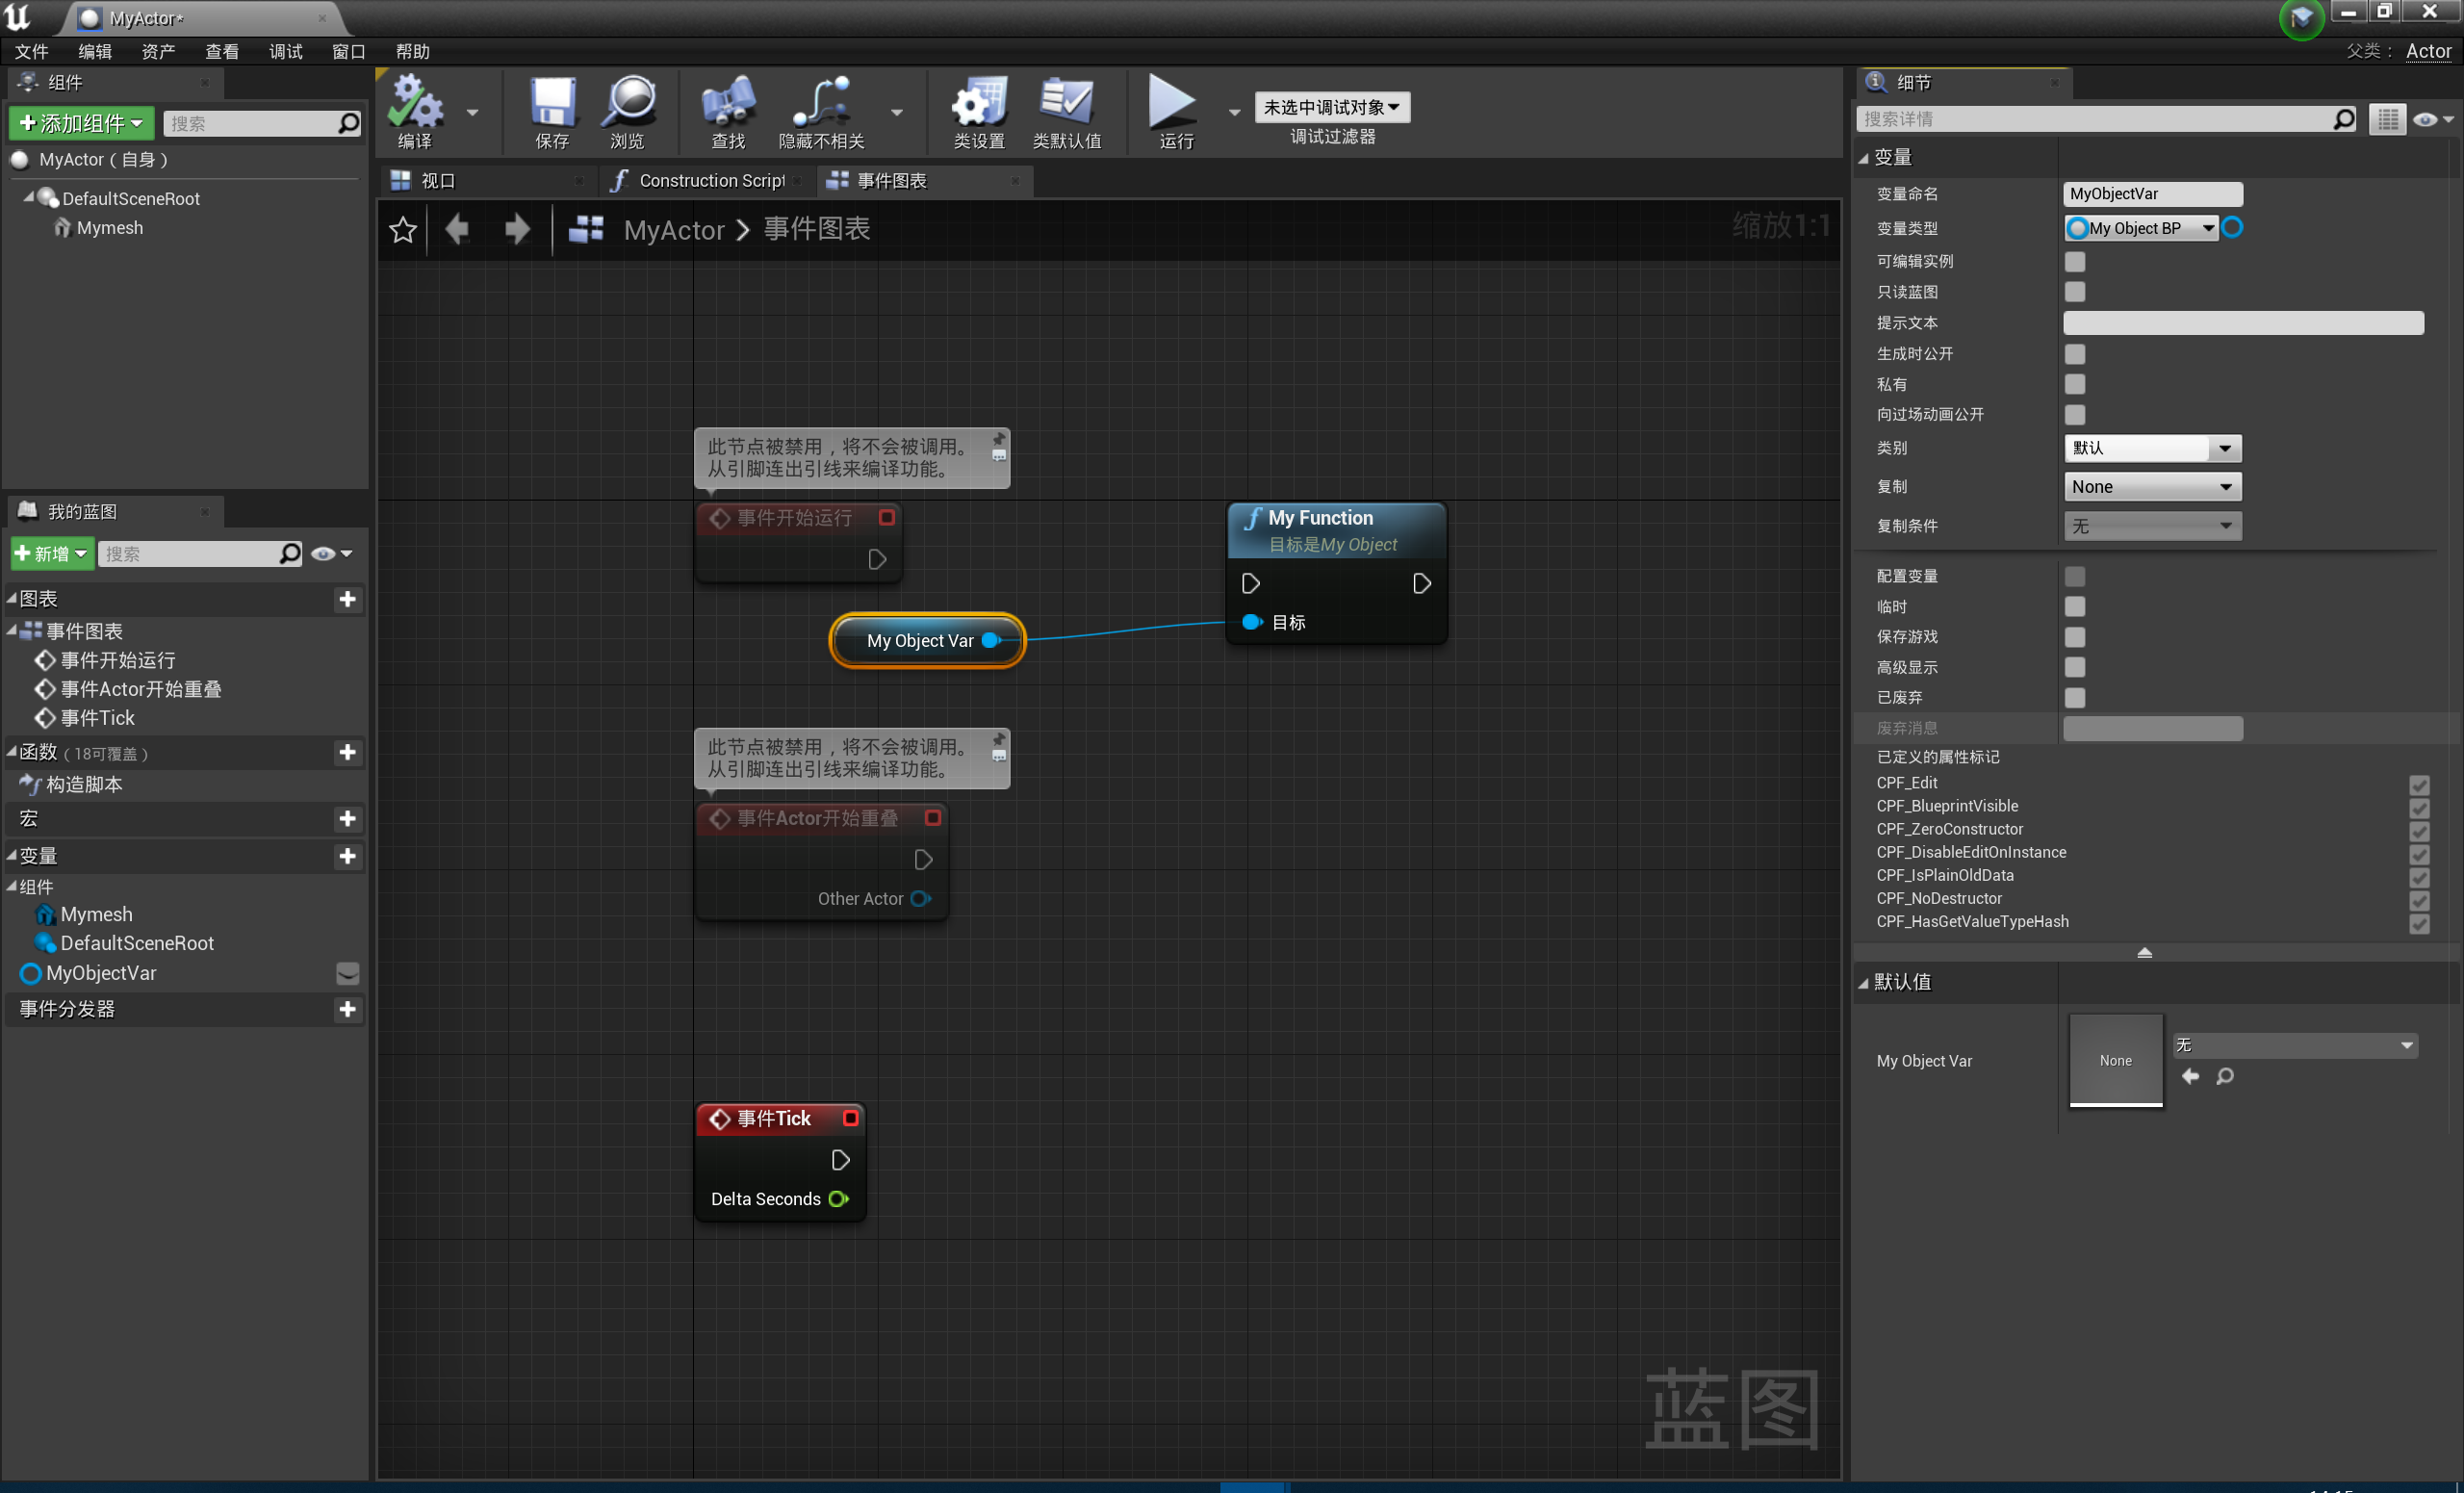 MyActor*
文件 编辑 资产 查看 调试 窗口 帮助
父类： Actor
组件
添加组件
搜索
MyActor（自身）
DefaultSceneRoot
Mymesh
我的蓝图
新增
搜索
图表
事件图表
事件开始运行
事件Actor开始重叠
事件Tick
函数（18可覆盖）
构造脚本
宏
变量
组件
Mymesh
DefaultSceneRoot
MyObjectVar
事件分发器
编译
保存
浏览
查找
隐藏不相关
类设置
类默认值
运行
未选中调试对象
调试过滤器
视口
Construction Script
事件图表
MyActor 事件图表
缩放1:1
此节点被禁用，将不会被调用。
从引脚连出引线来编译功能。
事件开始运行
My Function
目标是My Object
目标
My Object Var
此节点被禁用，将不会被调用。
从引脚连出引线来编译功能。
事件Actor开始重叠
Other Actor
事件Tick
Delta Seconds
蓝图
细节
搜索详情
变量
变量命名 MyObjectVar
变量类型 My Object BP
可编辑实例
只读蓝图
提示文本
生成时公开
私有
向过场动画公开
类别 默认
复制 None
复制条件 无
配置变量
临时
保存游戏
高级显示
已废弃
废弃消息
已定义的属性标记
CPF_Edit
CPF_BlueprintVisible
CPF_ZeroConstructor
CPF_DisableEditOnInstance
CPF_IsPlainOldData
CPF_NoDestructor
CPF_HasGetValueTypeHash
默认值
My Object Var
None
无